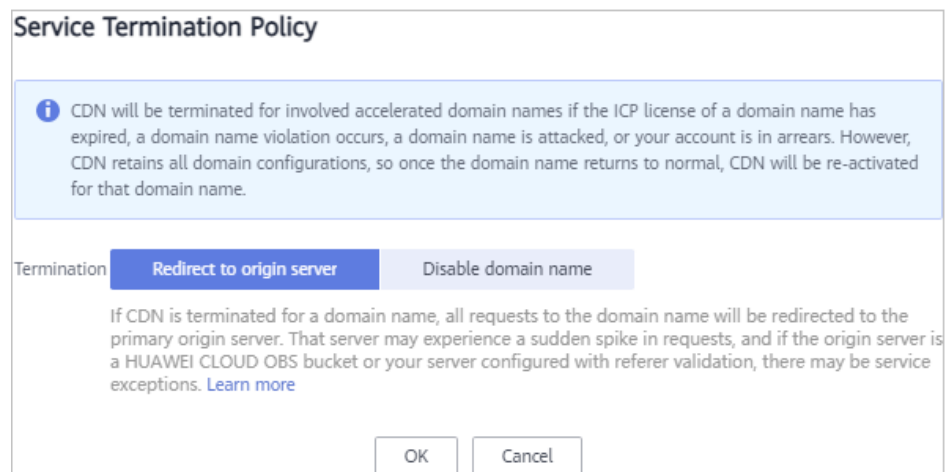 Service Termination Policy
CDN will be terminated for involved accelerated domain names if the ICP license of a domain name has
expired, a domain name violation occurs, a domain name is attacked, or your account is in arrears. However,
CDN retains all domain configurations, so once the domain name returns to normal, CDN will be re-activated
for that domain name.
Termination Redirect to origin server Disable domain name
If CDN is terminated for a domain name, all requests to the domain name will be redirected to the
primary origin server. That server may experience a sudden spike in requests, and if the origin server is
a HUAWEI CLOUD OBS bucket or your server configured with referer validation, there may be service
exceptions. Learn more
OK Cancel